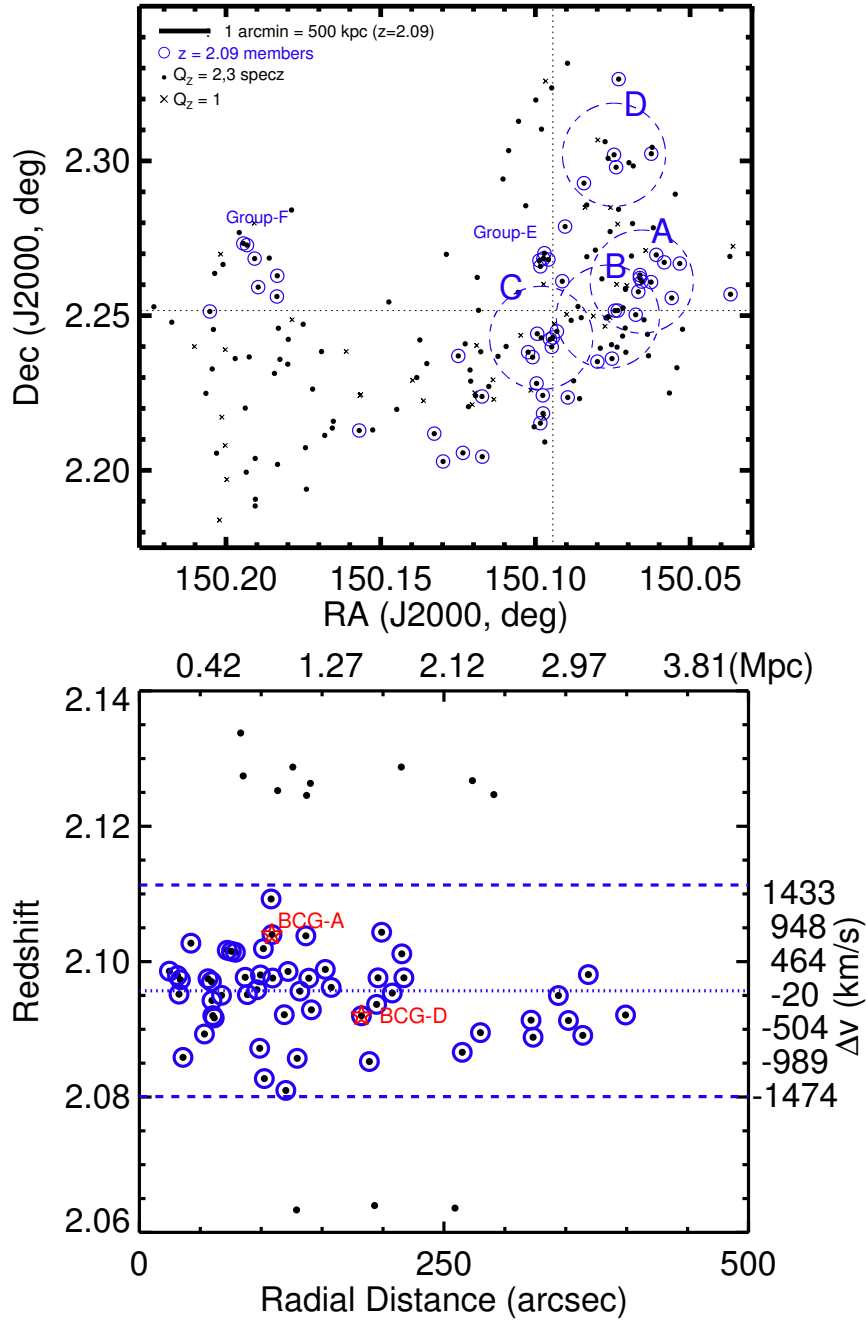 1 arcmin = 500 kpc (z=2.09)
z = 2.09 members
Qz = 2,3 specz
Qz = 1
D
Group-F
Group-E
A
B
C
2.30
2.25
2.20
Dec (J2000, deg)
150.20 150.15 150.10 150.05
RA (J2000, deg)
0.42 1.27 2.12 2.97 3.81(Mpc)
2.14
2.12
2.10
2.08
2.06
Redshift
BCG-A
BCG-D
1433
948
464
-20
-504
-989
-1474
Δv (km/s)
0 250 500
Radial Distance (arcsec)